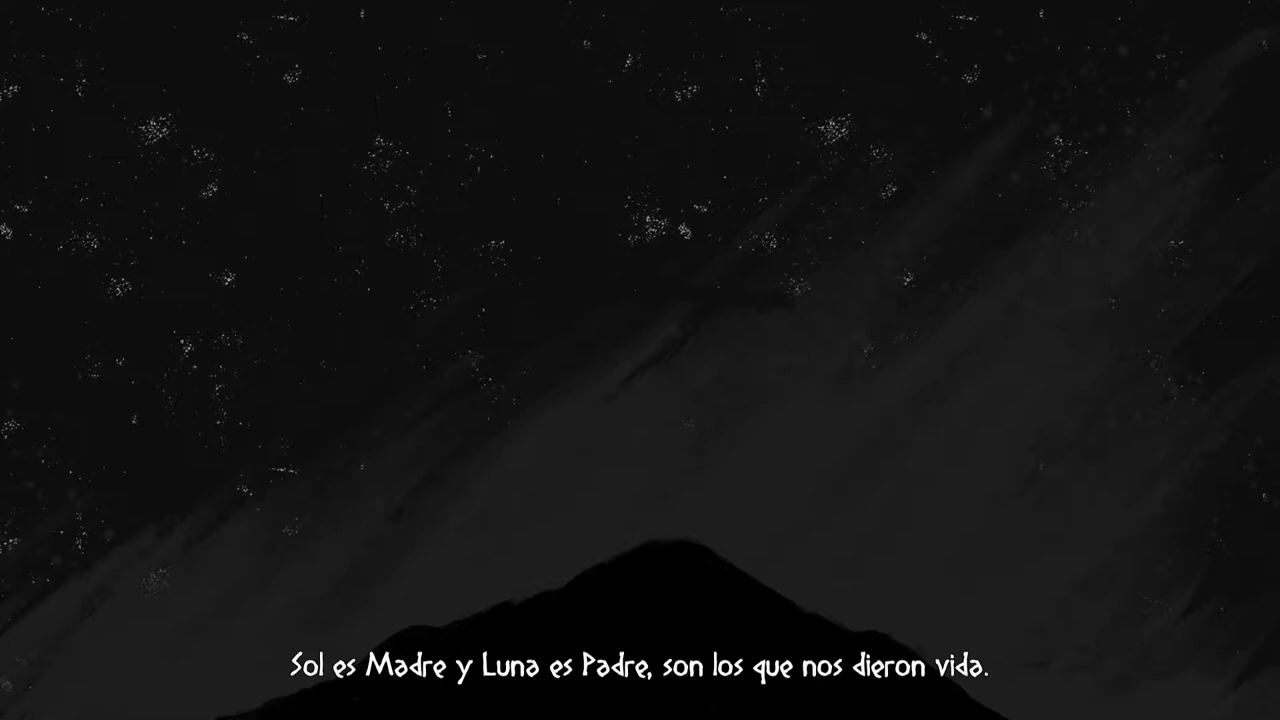 Sol es Madre y Luna es Padre, son los que nos dieron vida.